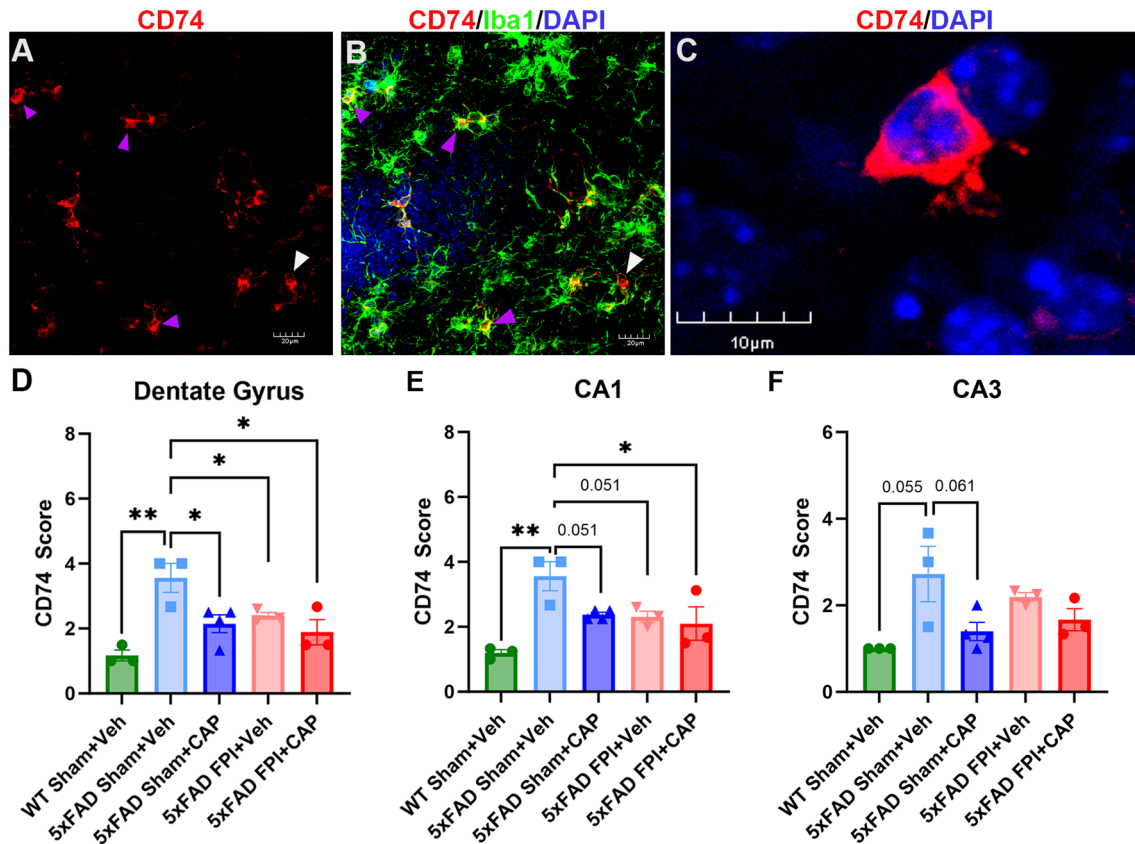 CD74
CD74/Iba1/DAPI
CD74/DAPI
A
B
C
20μm
20μm
10μm
D
Dentate Gyrus
CD74 Score
8
6
4
2
0
**
*
*
*
WT Sham+Veh
5xFAD Sham+Veh
5xFAD Sham+CAP
5xFAD FPI+Veh
5xFAD FPI+CAP
E
CA1
CD74 Score
8
6
4
2
0
**
0.051
0.051
*
WT Sham+Veh
5xFAD Sham+Veh
5xFAD Sham+CAP
5xFAD FPI+Veh
5xFAD FPI+CAP
F
CA3
CD74 Score
6
4
2
0
0.055
0.061
WT Sham+Veh
5xFAD Sham+Veh
5xFAD Sham+CAP
5xFAD FPI+Veh
5xFAD FPI+CAP